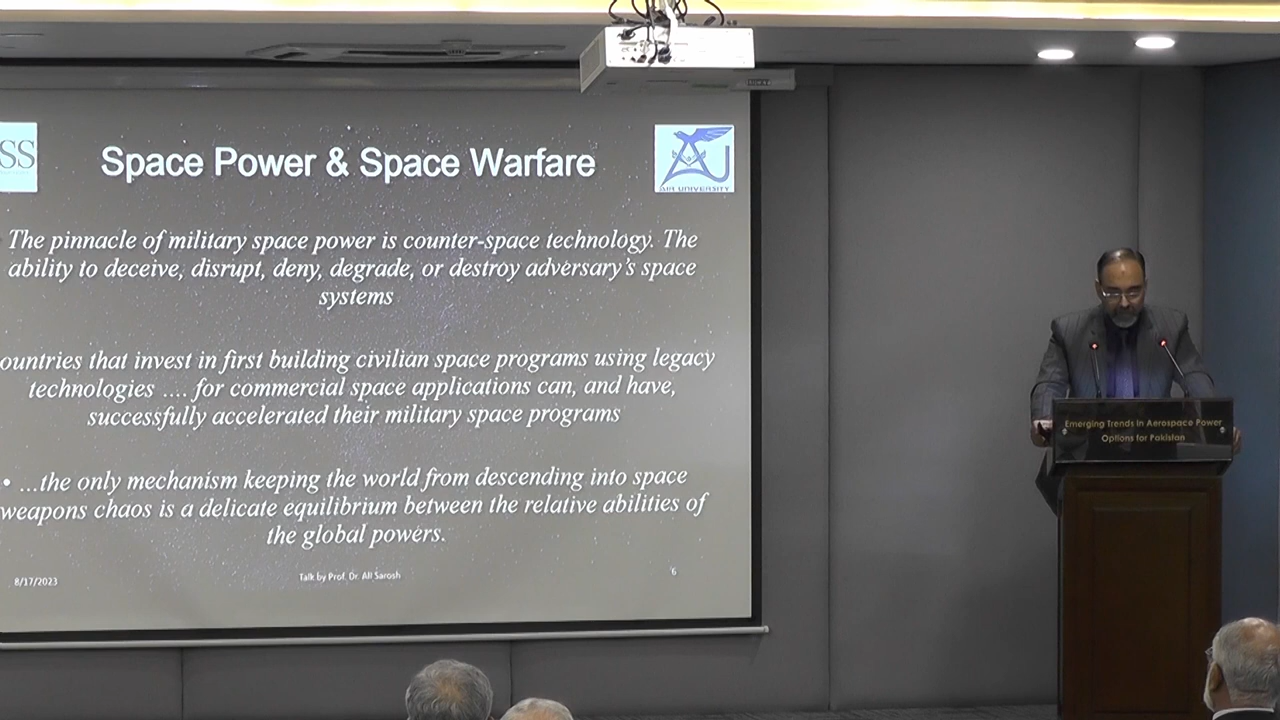 SS
Space Power & Space Warfare
AU
AIR UNIVERSITY
The pinnacle of military space power is counter-space technology. The
ability to deceive, disrupt, deny, degrade, or destroy adversary's space
systems
ountries that invest in first building civilian space programs using legacy
technologies .... for commercial space applications can, and have,
successfully accelerated their military space programs
• ...the only mechanism keeping the world from descending into space
weapons chaos is a delicate equilibrium between the relative abilities of
the global powers.
8/17/2023
Talk by Prof. Dr. Ali Sarosh
6
Emerging Trends in Aerospace Power
Options for Pakistan